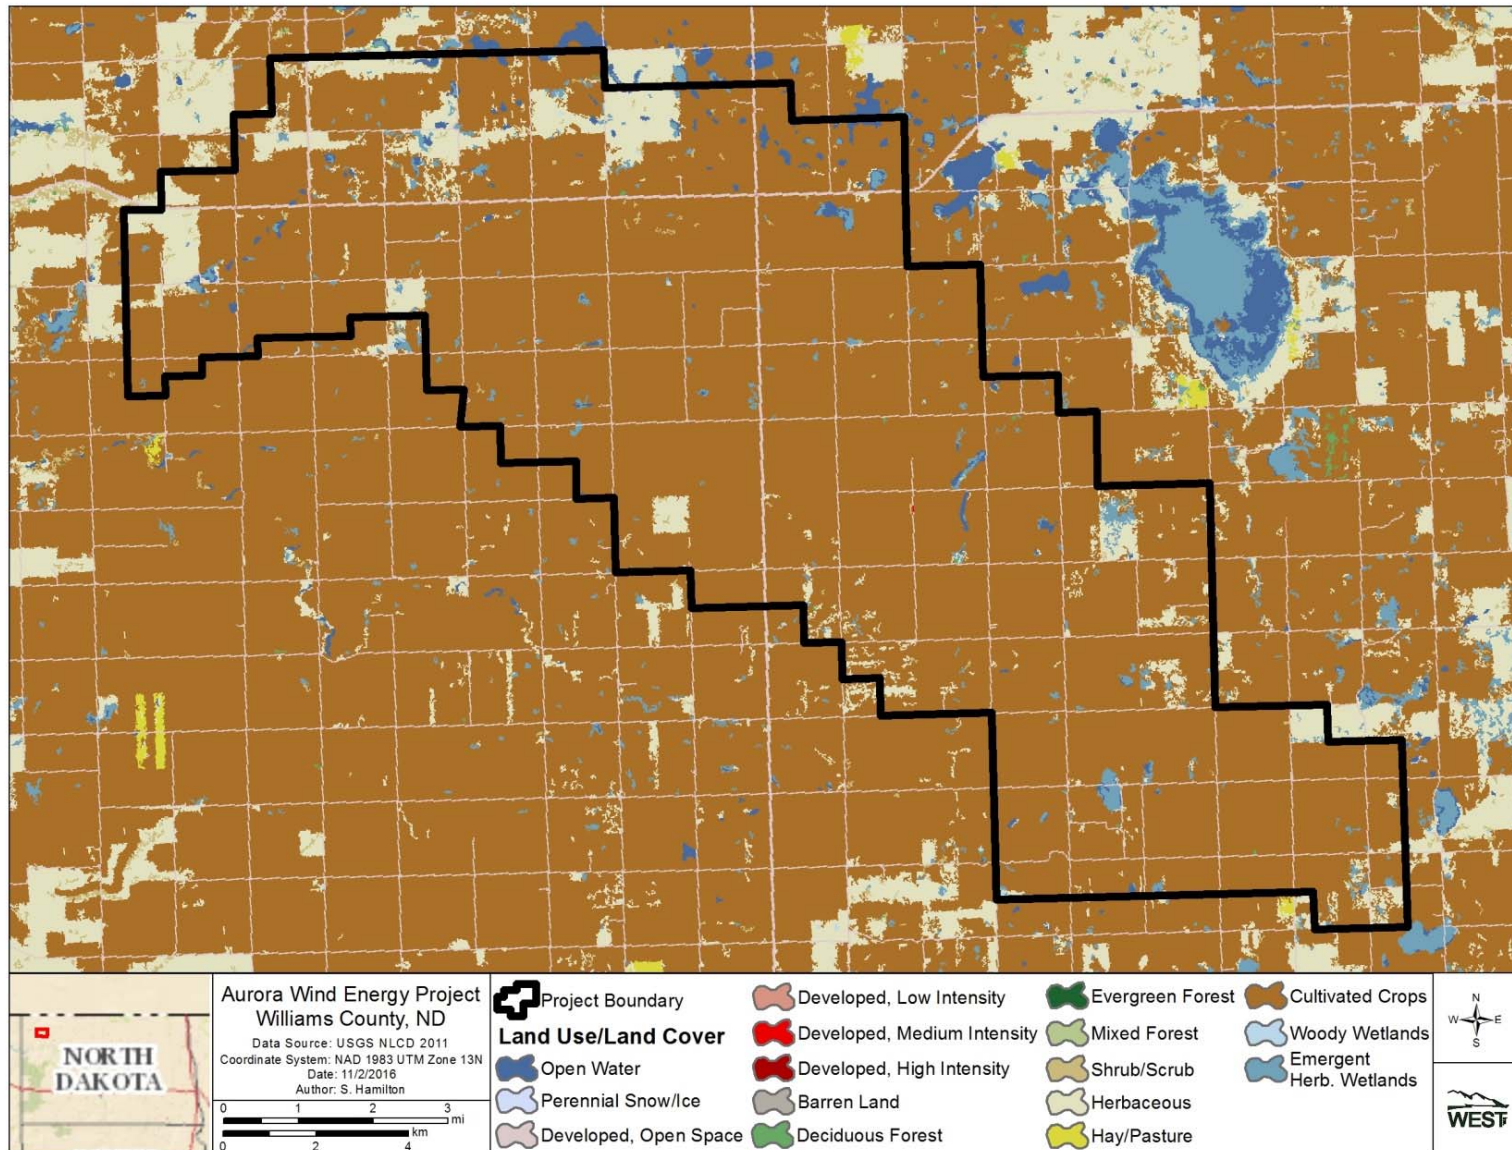 NORTH
DAKOTA
Aurora Wind Energy Project
Williams County, ND
Data Source: USGS NLCD 2011
Coordinate System: NAD 1983 UTM Zone 13N
Date: 11/2/2016
Author: S. Hamilton
0 1 2 3
mi
km
0 2 4
Project Boundary
Land Use/Land Cover
Open Water
Perennial Snow/Ice
Developed, Open Space
Developed, Low Intensity
Developed, Medium Intensity
Developed, High Intensity
Barren Land
Deciduous Forest
Evergreen Forest
Mixed Forest
Shrub/Scrub
Herbaceous
Hay/Pasture
Cultivated Crops
Woody Wetlands
Emergent
Herb. Wetlands
N
W E
S
WEST